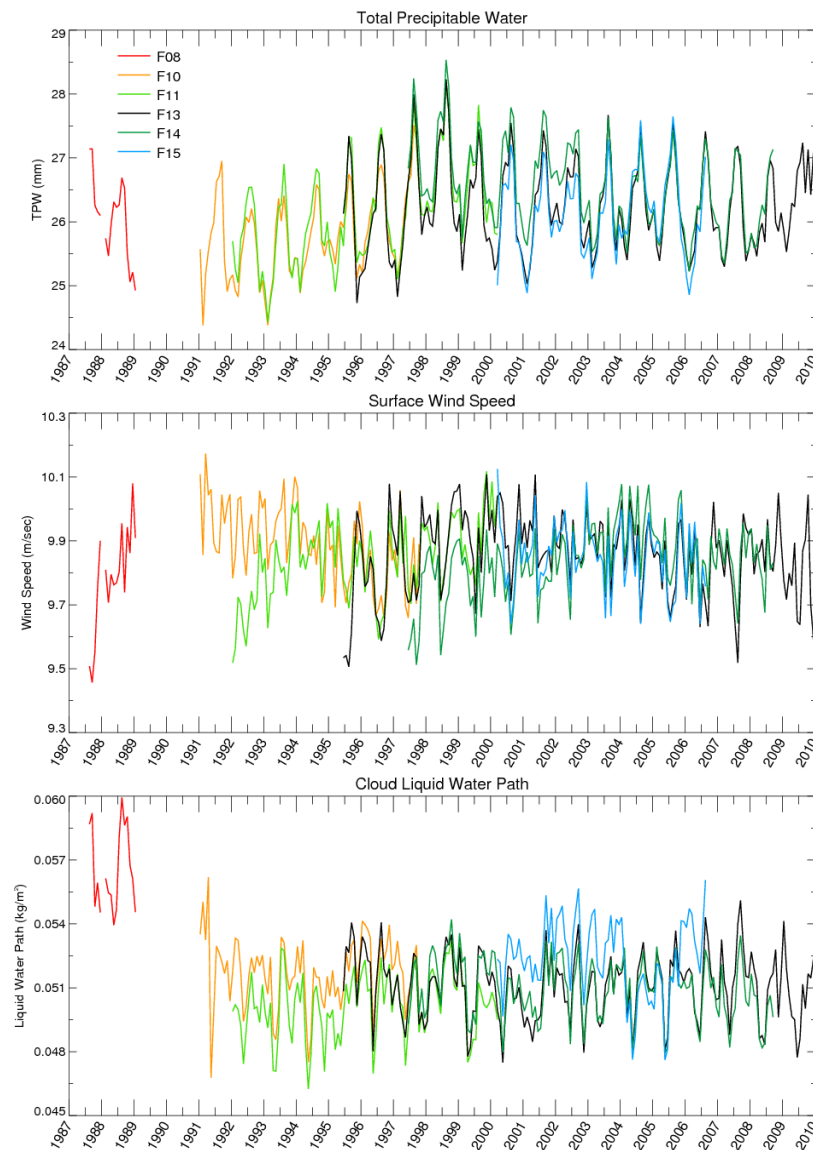 Total Precipitable Water
29
28
27
26
25
24
TPW (mm)
F08
F10
F11
F13
F14
F15
1987 1988 1989 1990 1991 1992 1993 1994 1995 1996 1997 1998 1999 2000 2001 2002 2003 2004 2005 2006 2007 2008 2009 2010
Surface Wind Speed
10.3
10.1
9.9
9.7
9.5
9.3
Wind Speed (m/sec)
1987 1988 1989 1990 1991 1992 1993 1994 1995 1996 1997 1998 1999 2000 2001 2002 2003 2004 2005 2006 2007 2008 2009 2010
Cloud Liquid Water Path
0.060
0.057
0.054
0.051
0.048
0.045
Liquid Water Path (kg/m²)
1987 1988 1989 1990 1991 1992 1993 1994 1995 1996 1997 1998 1999 2000 2001 2002 2003 2004 2005 2006 2007 2008 2009 2010